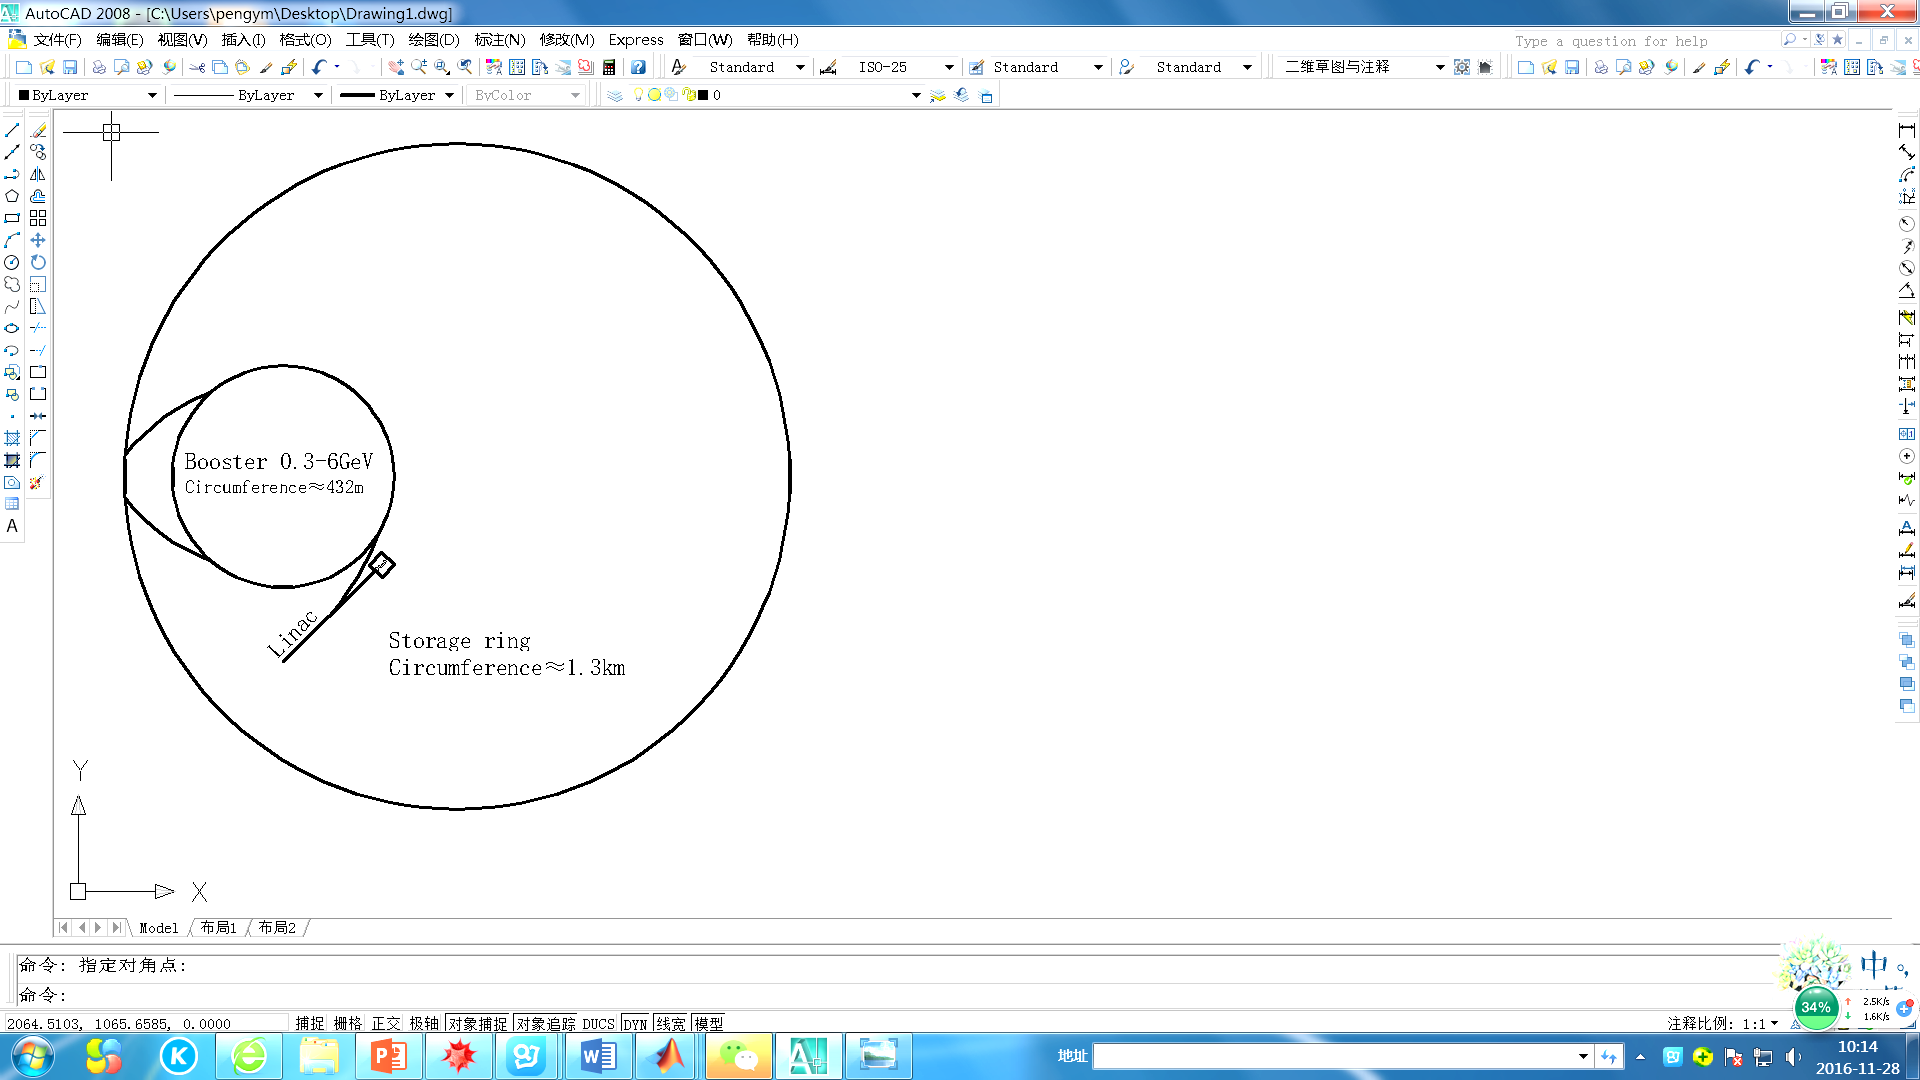 AutoCAD 2008 - [C:\Users\pengym\Desktop\Drawing1.dwg]
文件(F) 编辑(E) 视图(V) 插入(I) 格式(O) 工具(T) 绘图(D) 标注(N) 修改(M) Express 窗口(W) 帮助(H)
Type a question for help
Standard ISO-25 Standard Standard 二维草图与注释
ByLayer ByLayer ByLayer ByColor 0
Booster 0.3-6GeV
Circumference≈432m
Linac
Storage ring
Circumference≈1.3km
Y
X
A
Model 布局1 布局2
命令: 指定对角点:
命令:
中
34% 2.5K/s
1.6K/s
2064.5103, 1065.6585, 0.0000 捕捉 栅格 正交 极轴 对象捕捉 对象追踪 DUCS DYN 线宽 模型
注释比例: 1:1
地址
10:14
2016-11-28